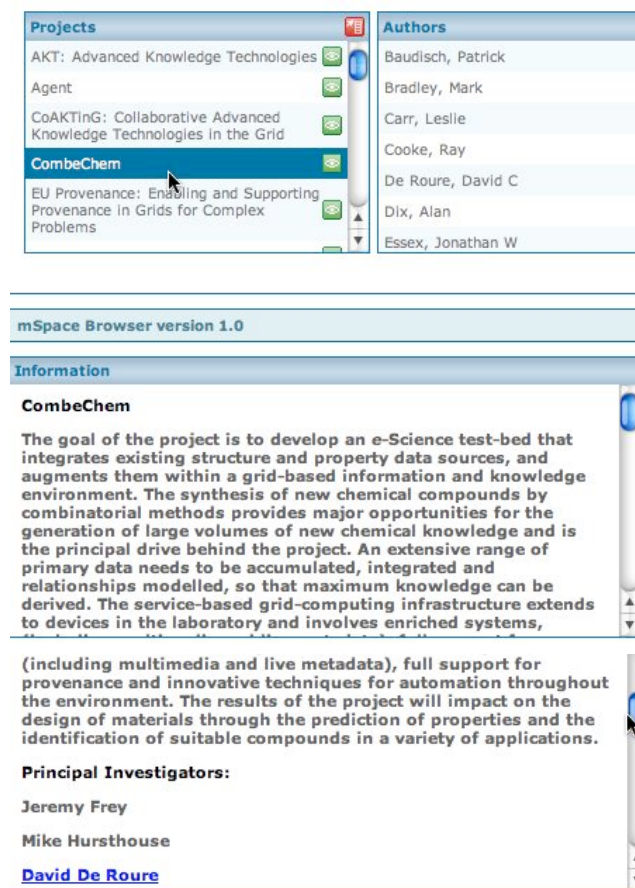 Projects
AKT: Advanced Knowledge Technologies
Agent
CoAKTinG: Collaborative Advanced
Knowledge Technologies in the Grid
CombeChem
EU Provenance: Enabling and Supporting
Provenance in Grids for Complex
Problems
Authors
Baudisch, Patrick
Bradley, Mark
Carr, Leslie
Cooke, Ray
De Roure, David C
Dix, Alan
Essex, Jonathan W
mSpace Browser version 1.0
Information
CombeChem
The goal of the project is to develop an e-Science test-bed that
integrates existing structure and property data sources, and
augments them within a grid-based information and knowledge
environment. The synthesis of new chemical compounds by
combinatorial methods provides major opportunities for the
generation of large volumes of new chemical knowledge and is
the principal drive behind the project. An extensive range of
primary data needs to be accumulated, integrated and
relationships modelled, so that maximum knowledge can be
derived. The service-based grid-computing infrastructure extends
to devices in the laboratory and involves enriched systems,
(including multimedia and live metadata), full support for
provenance and innovative techniques for automation throughout
the environment. The results of the project will impact on the
design of materials through the prediction of properties and the
identification of suitable compounds in a variety of applications.
Principal Investigators:
Jeremy Frey
Mike Hursthouse
David De Roure